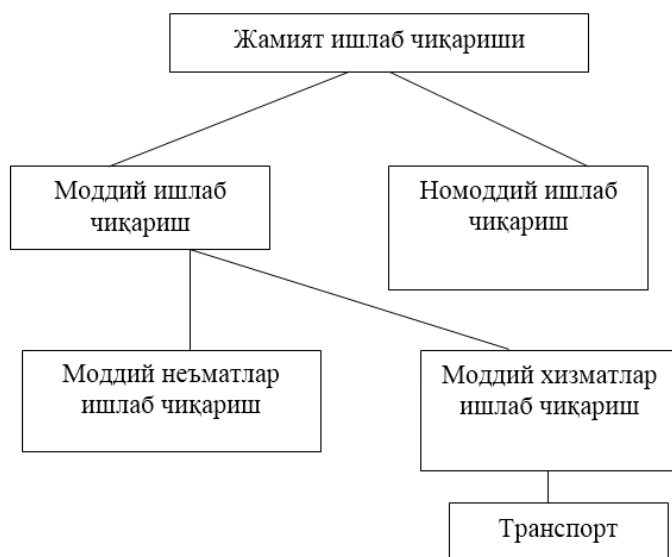 Жамият ишлаб чиқариши
Моддий ишлаб
чиқариш
Номоддий ишлаб
чиқариш
Моддий неъматлар
ишлаб чиқариш
Моддий хизматлар
ишлаб чиқариш
Транспорт